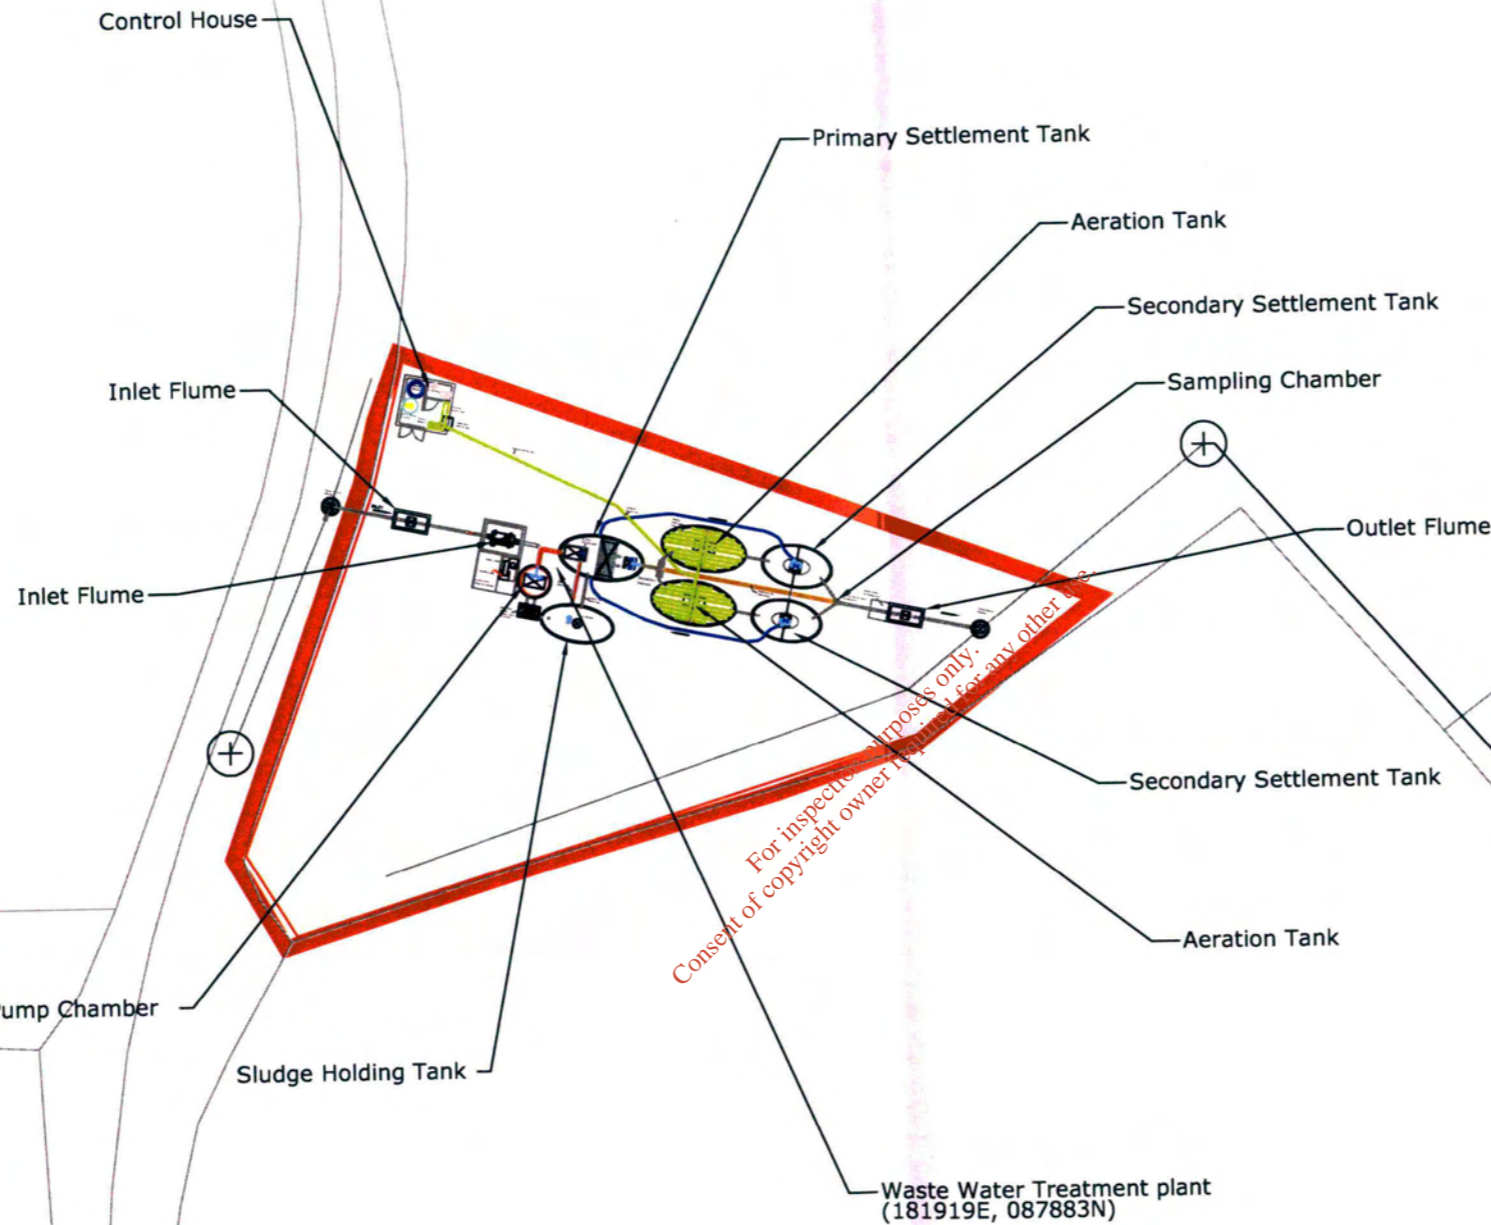 Control House
Primary Settlement Tank
Aeration Tank
Secondary Settlement Tank
Sampling Chamber
Inlet Flume
Outlet Flume
Inlet Flume
For inspection purposes only.
Consent of copyright owner required for any other use.
Secondary Settlement Tank
Aeration Tank
ump Chamber
Sludge Holding Tank
Waste Water Treatment plant
(181919E, 087883N)